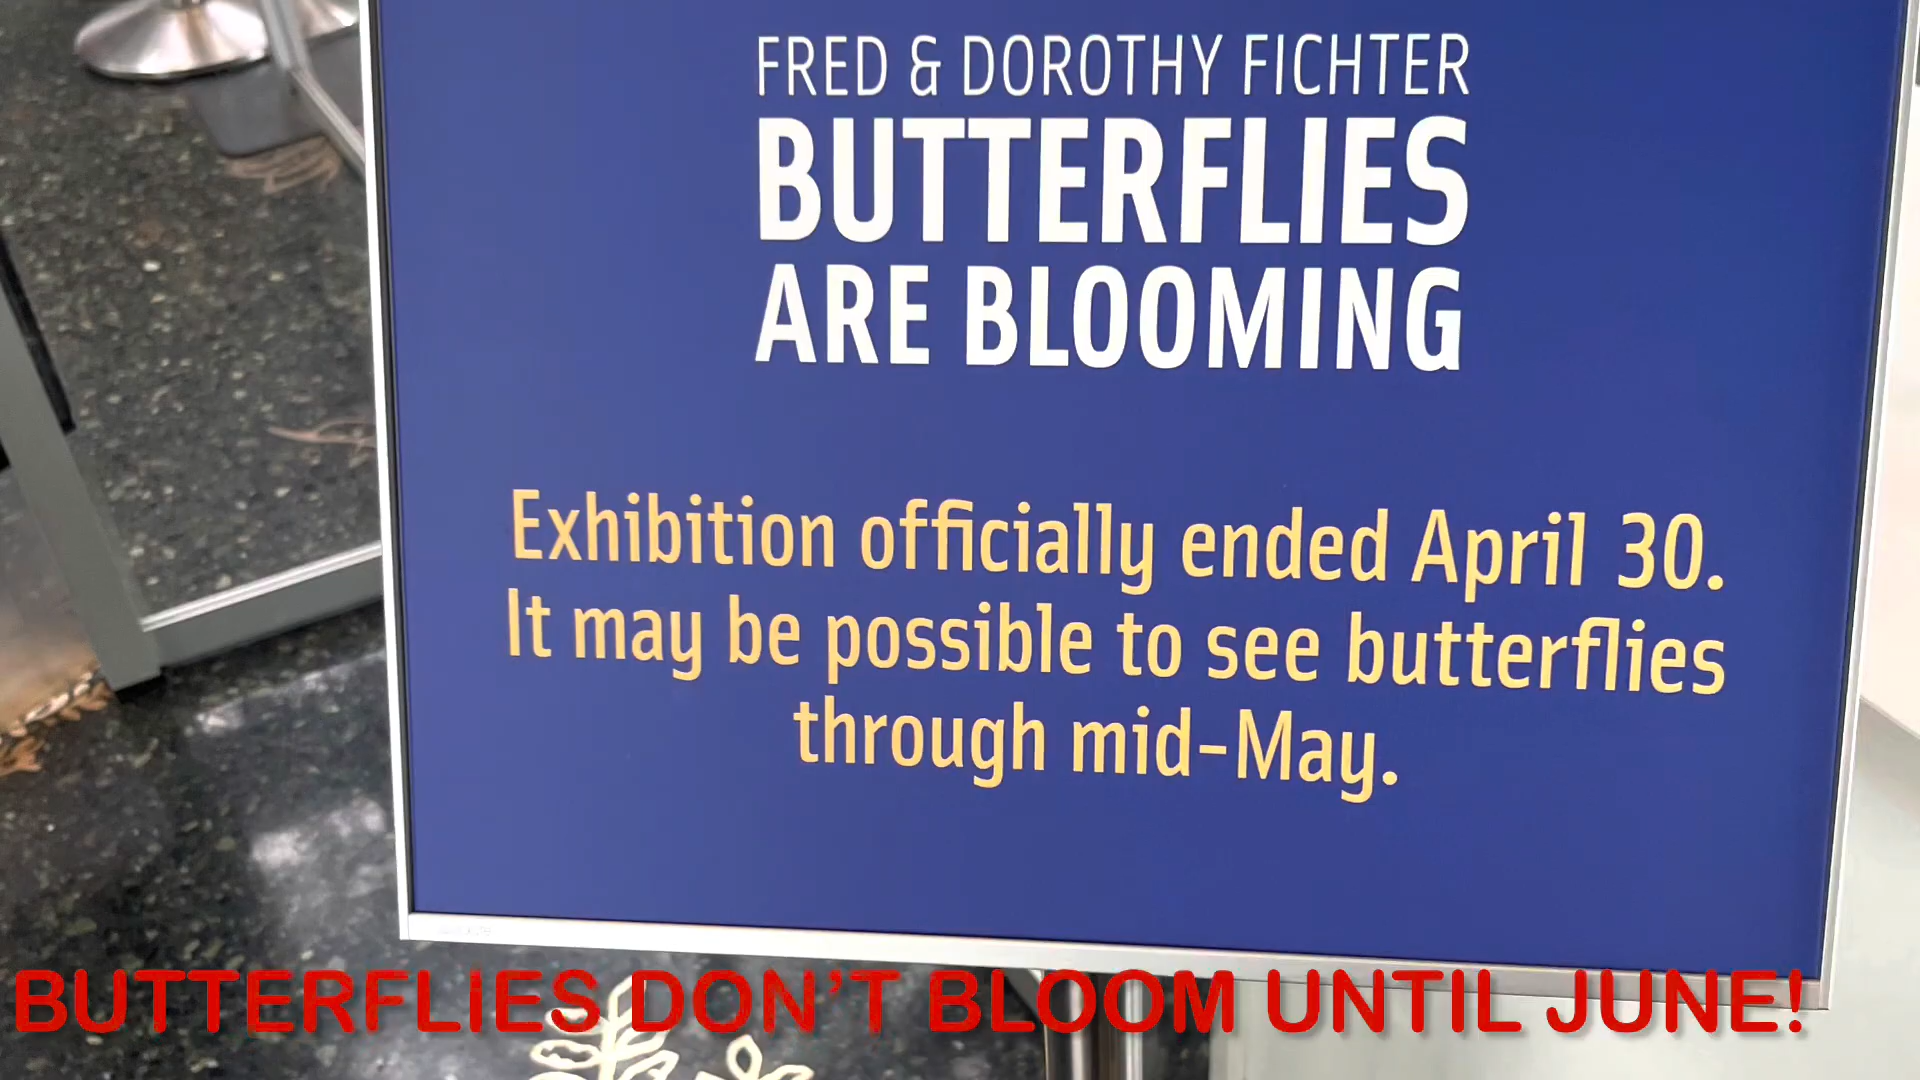 FRED & DOROTHY FICHTER
BUTTERFLIES
ARE BLOOMING
Exhibition officially ended April 30.
It may be possible to see butterflies
through mid-May.
BUTTERFLIES DON'T BLOOM UNTIL JUNE!